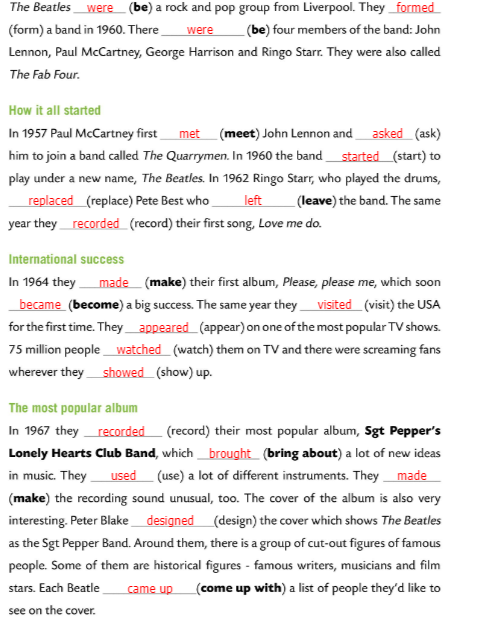 The Beatles were (be) a rock and pop group from Liverpool. They formed
(form) a band in 1960. There were (be) four members of the band: John
Lennon, Paul McCartney, George Harrison and Ringo Starr. They were also called
The Fab Four.
How it all started
In 1957 Paul McCartney first met (meet) John Lennon and asked (ask)
him to join a band called The Quarrymen. In 1960 the band started (start) to
play under a new name, The Beatles. In 1962 Ringo Starr, who played the drums,
replaced (replace) Pete Best who left (leave) the band. The same
year they recorded (record) their first song, Love me do.
International success
In 1964 they made (make) their first album, Please, please me, which soon
became (become) a big success. The same year they visited (visit) the USA
for the first time. They appeared (appear) on one of the most popular TV shows.
75 million people watched (watch) them on TV and there were screaming fans
wherever they showed (show) up.
The most popular album
In 1967 they recorded (record) their most popular album, Sgt Pepper's
Lonely Hearts Club Band, which brought (bring about) a lot of new ideas
in music. They used (use) a lot of different instruments. They made
(make) the recording sound unusual, too. The cover of the album is also very
interesting. Peter Blake designed (design) the cover which shows The Beatles
as the Sgt Pepper Band. Around them, there is a group of cut-out figures of famous
people. Some of them are historical figures - famous writers, musicians and film
stars. Each Beatle came up (come up with) a list of people they'd like to
see on the cover.